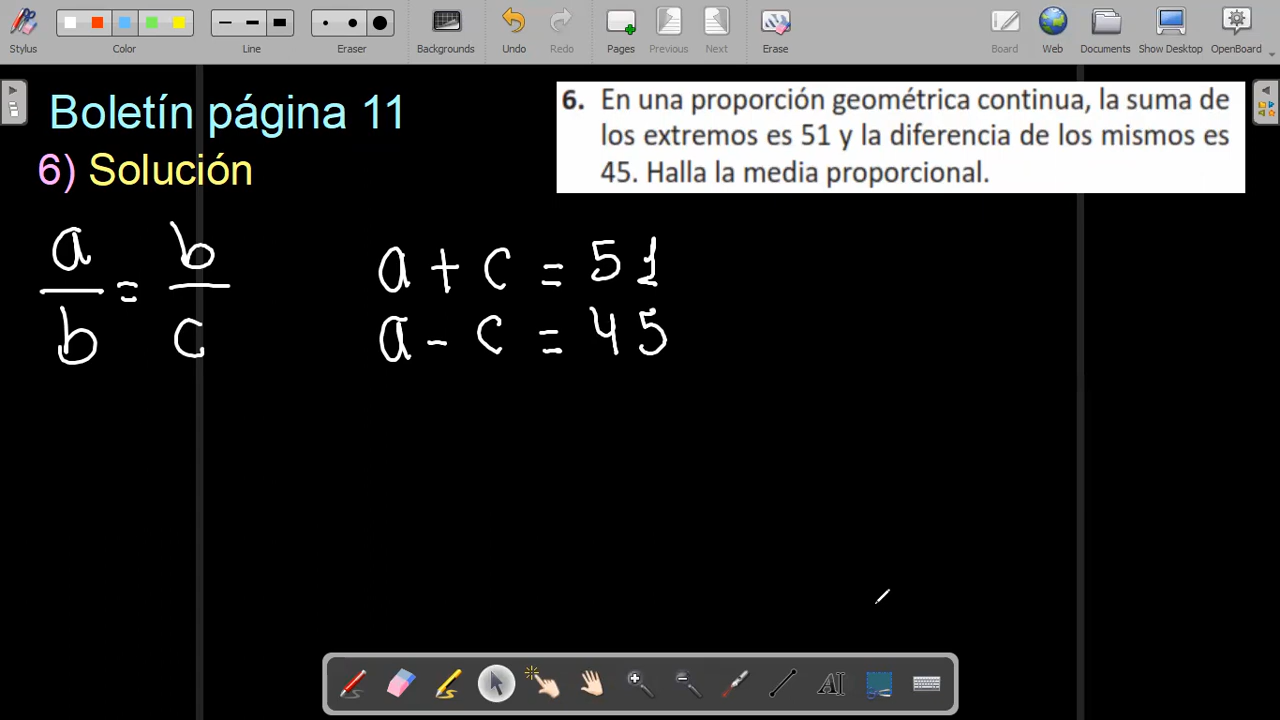 Stylus Color Line Eraser Backgrounds Undo Redo Pages Previous Next Erase Board Web Documents Show Desktop OpenBoard
Boletín página 11
6) Solución
6. En una proporción geométrica continua, la suma de
los extremos es 51 y la diferencia de los mismos es
45. Halla la media proporcional.
a/b = b/c
a + c = 51
a - c = 45
AI